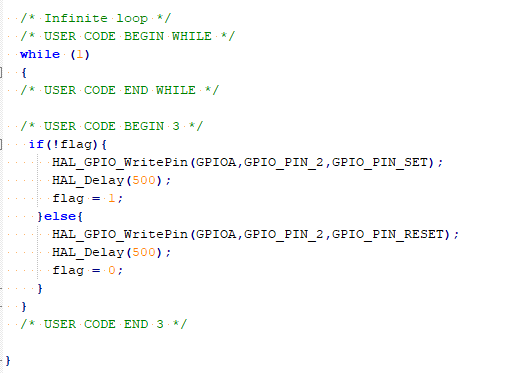 /* Infinite loop */
/* USER CODE BEGIN WHILE */
while (1)
{
/* USER CODE END WHILE */
/* USER CODE BEGIN 3 */
if(!flag){
HAL_GPIO_WritePin(GPIOA,GPIO_PIN_2,GPIO_PIN_SET);
HAL_Delay(500);
flag = 1;
}else{
HAL_GPIO_WritePin(GPIOA,GPIO_PIN_2,GPIO_PIN_RESET);
HAL_Delay(500);
flag = 0;
}
}
/* USER CODE END 3 */
}